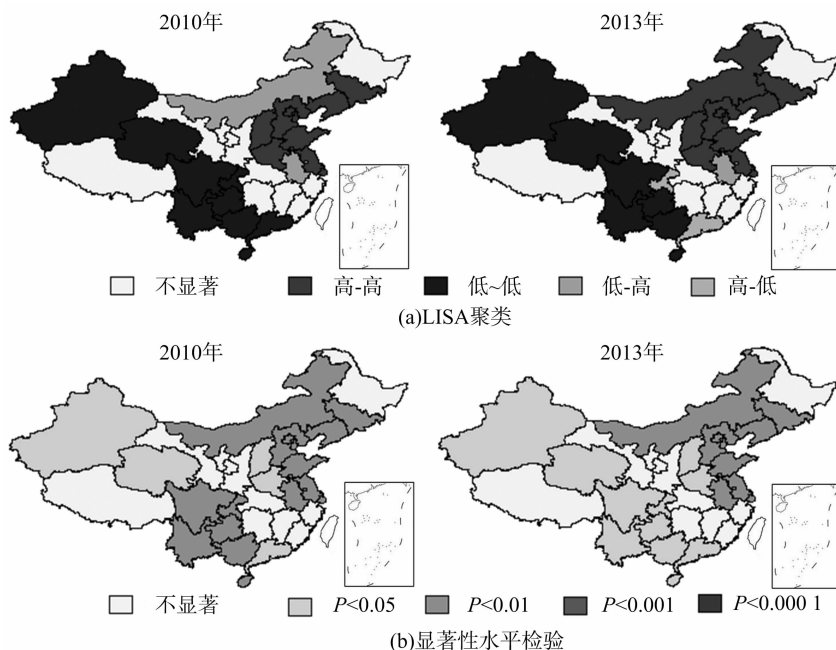 2010年 2013年
不显著 高-高 低~低 低-高 高-低
(a)LISA聚类
2010年 2013年
不显著 P<0.05 P<0.01 P<0.001 P<0.000 1
(b)显著性水平检验